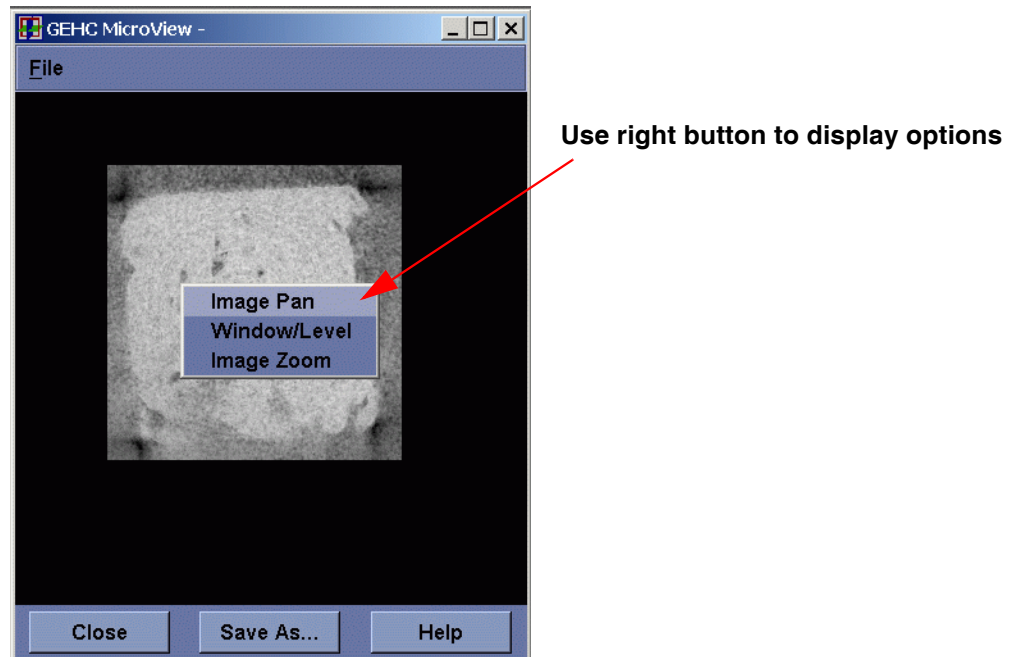 GEHC MicroView -
File
Use right button to display options
Image Pan
Window/Level
Image Zoom
Close Save As... Help